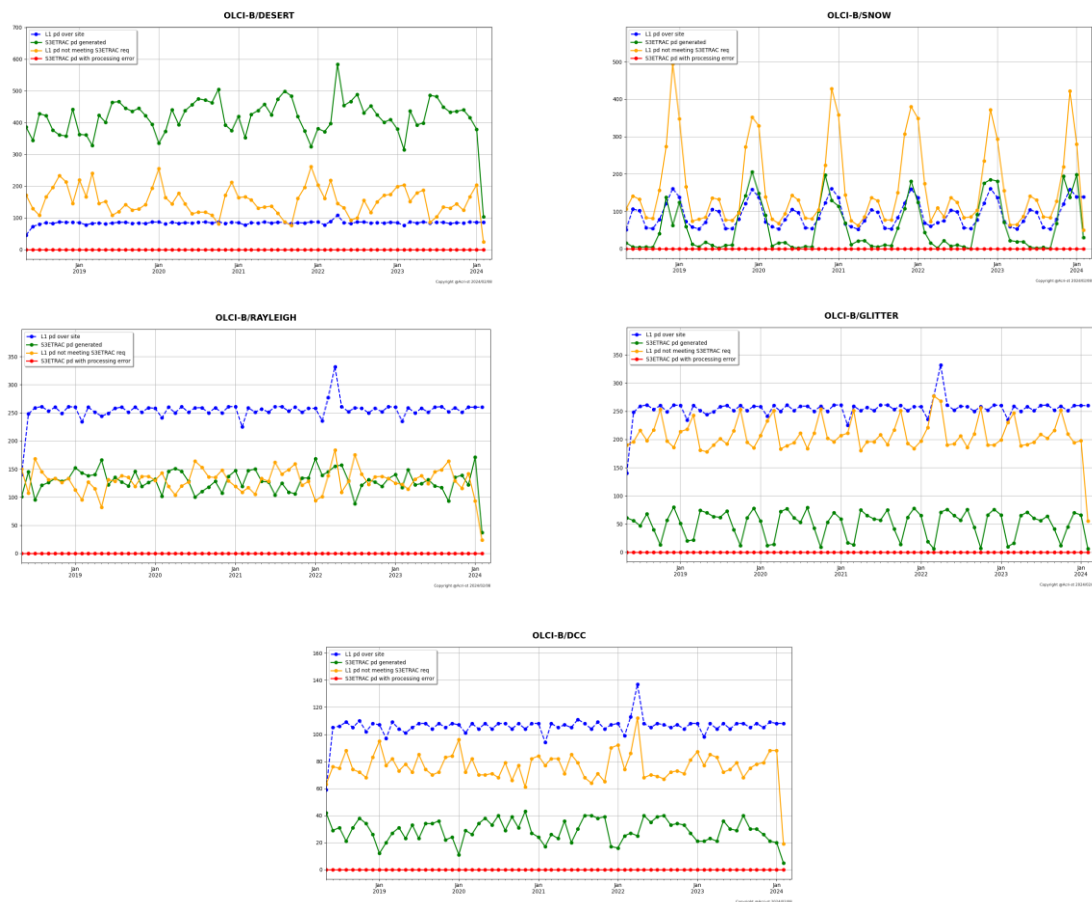 OLCI-B/DESERT
700
600
500
400
300
200
100
0
L1 pd over site
S3ETRAC pd generated
L1 pd not meeting S3ETRAC req
S3ETRAC pd with processing error
Jan 2019
Jan 2020
Jan 2021
Jan 2022
Jan 2023
Jan 2024
OLCI-B/SNOW
500
400
300
200
100
0
L1 pd over site
S3ETRAC pd generated
L1 pd not meeting S3ETRAC req
S3ETRAC pd with processing error
Jan 2019
Jan 2020
Jan 2021
Jan 2022
Jan 2023
Jan 2024
OLCI-B/RAYLEIGH
350
300
250
200
150
100
50
0
L1 pd over site
S3ETRAC pd generated
L1 pd not meeting S3ETRAC req
S3ETRAC pd with processing error
Jan 2019
Jan 2020
Jan 2021
Jan 2022
Jan 2023
Jan 2024
OLCI-B/GLITTER
350
300
250
200
150
100
50
0
L1 pd over site
S3ETRAC pd generated
L1 pd not meeting S3ETRAC req
S3ETRAC pd with processing error
Jan 2019
Jan 2020
Jan 2021
Jan 2022
Jan 2023
Jan 2024
OLCI-B/DCC
160
140
120
100
80
60
40
20
0
L1 pd over site
S3ETRAC pd generated
L1 pd not meeting S3ETRAC req
S3ETRAC pd with processing error
Jan 2019
Jan 2020
Jan 2021
Jan 2022
Jan 2023
Jan 2024